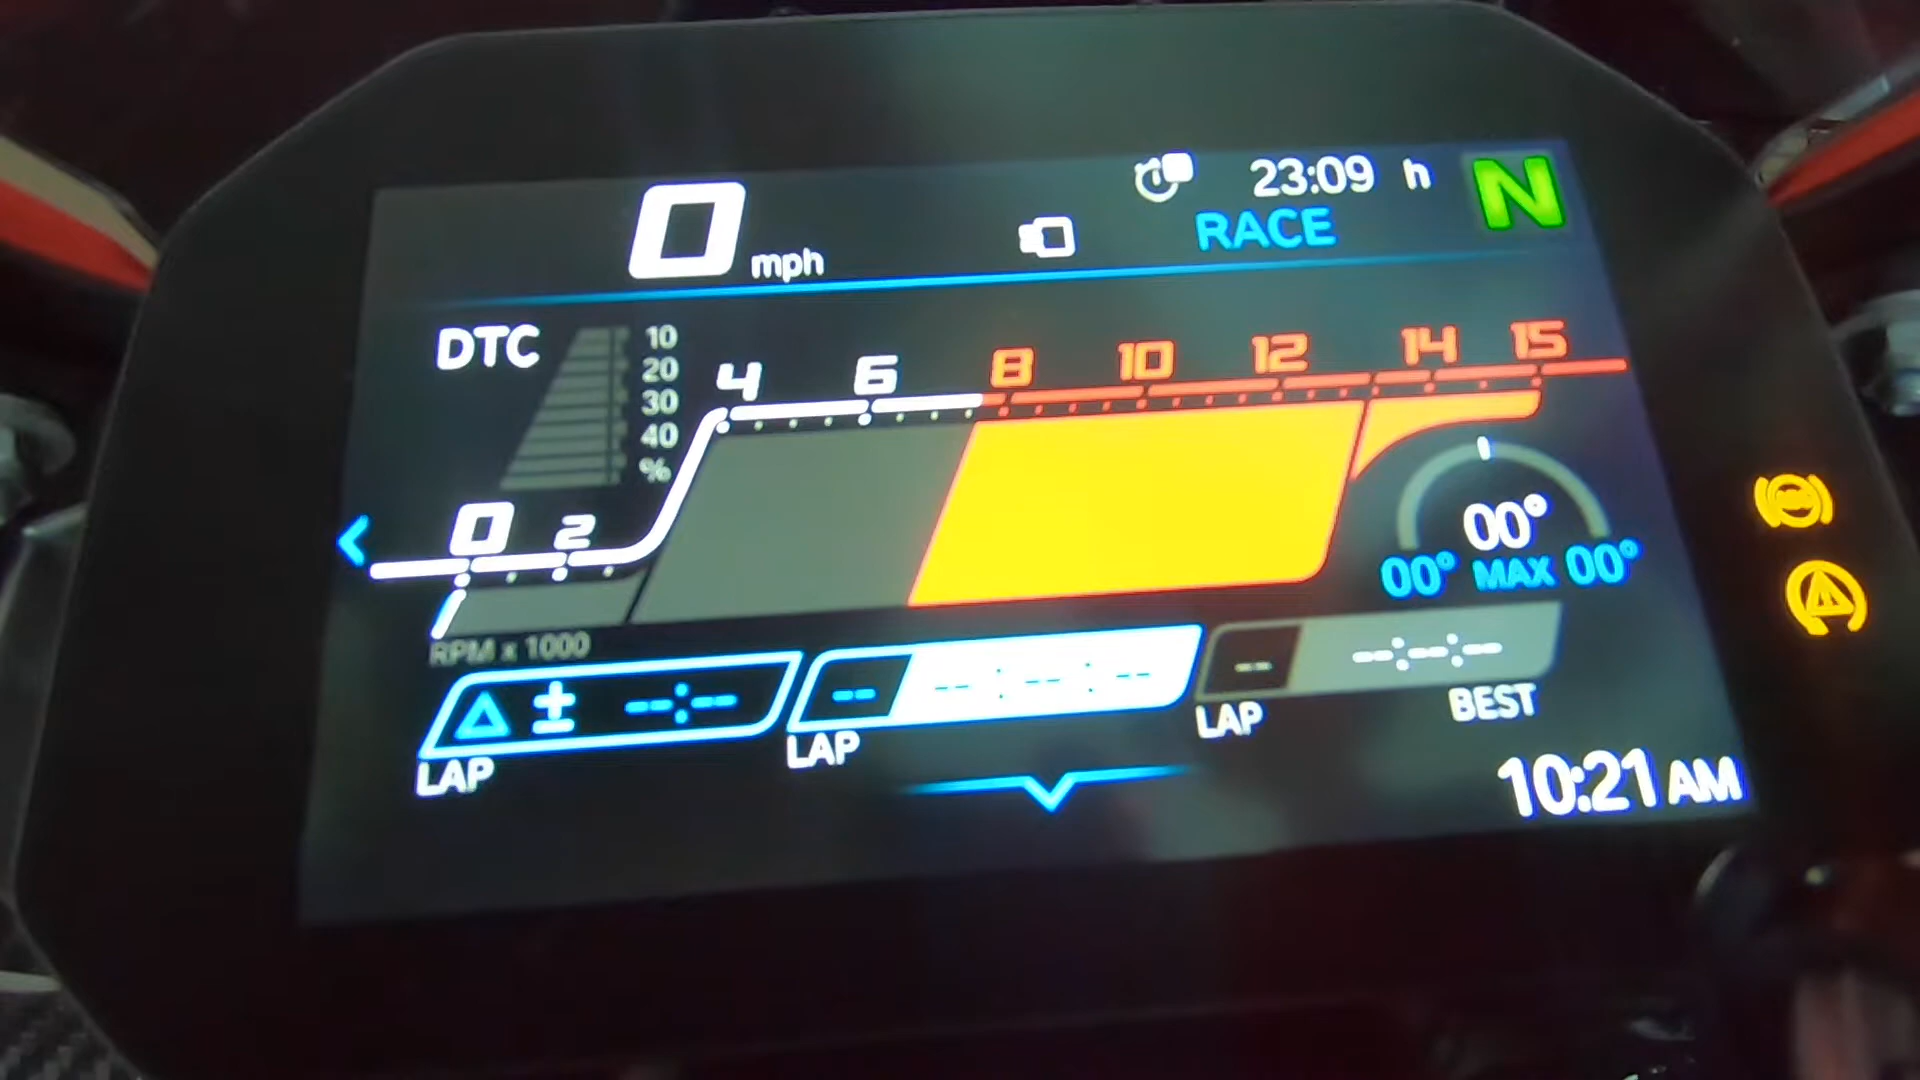 23:09 h
N
0 mph
RACE
DTC
10
20
30
40
%
0 2 4 6 8 10 12 14 15
00°
00° MAX 00°
RPM x 1000
± --:--
-- --:--:--
-- --:--:--
LAP
LAP
LAP BEST
10:21 AM
ABS